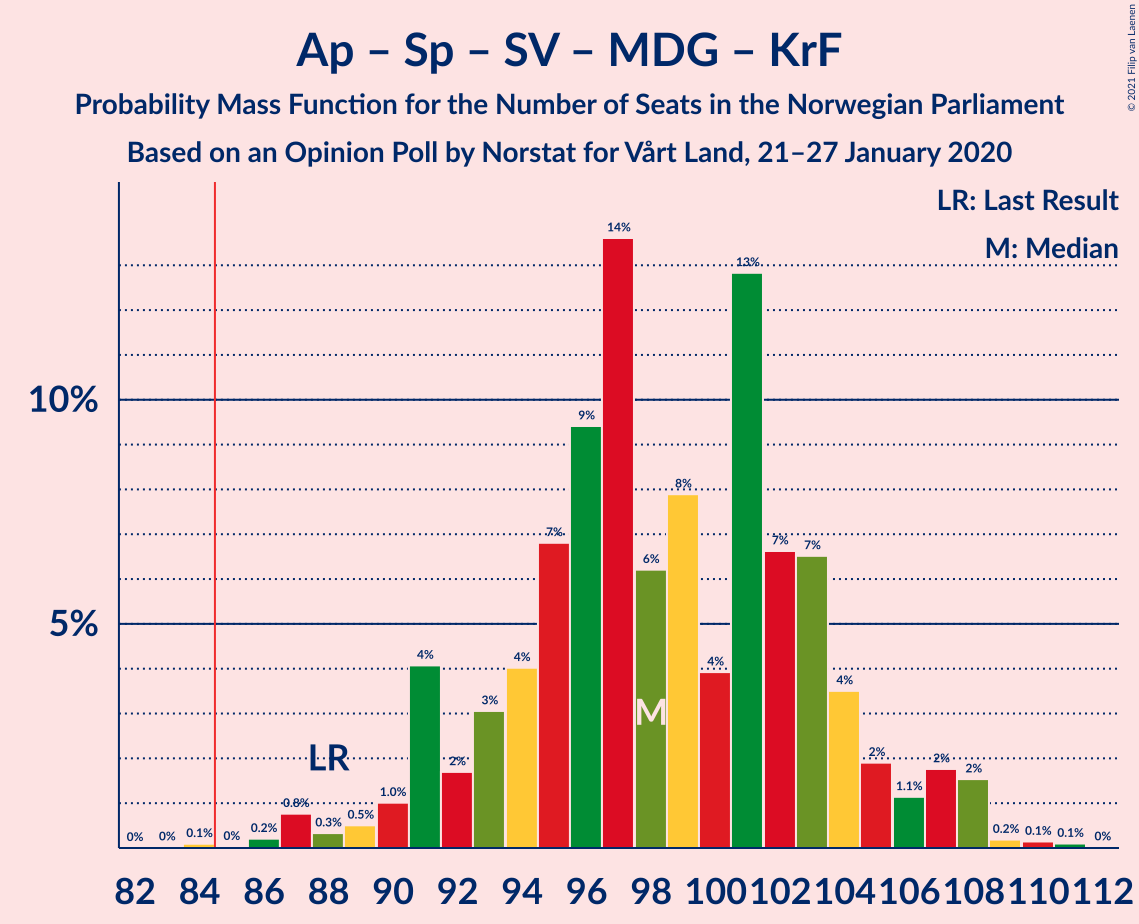 Ap – Sp – SV – MDG – KrF
Probability Mass Function for the Number of Seats in the Norwegian Parliament
Based on an Opinion Poll by Norstat for Vårt Land, 21–27 January 2020
© 2021 Filip van Laenen
LR: Last Result
M: Median
10%
5%
0% 0% 0.1% 0% 0.2% 0.8% 0.3% 0.5% 1.0% 4% 2% 3% 4% 7% 9% 14% 6% 8% 4% 13% 7% 7% 4% 2% 1.1% 2% 2% 0.2% 0.1% 0.1% 0%
LR
M
82 84 86 88 90 92 94 96 98 100 102 104 106 108 110 112